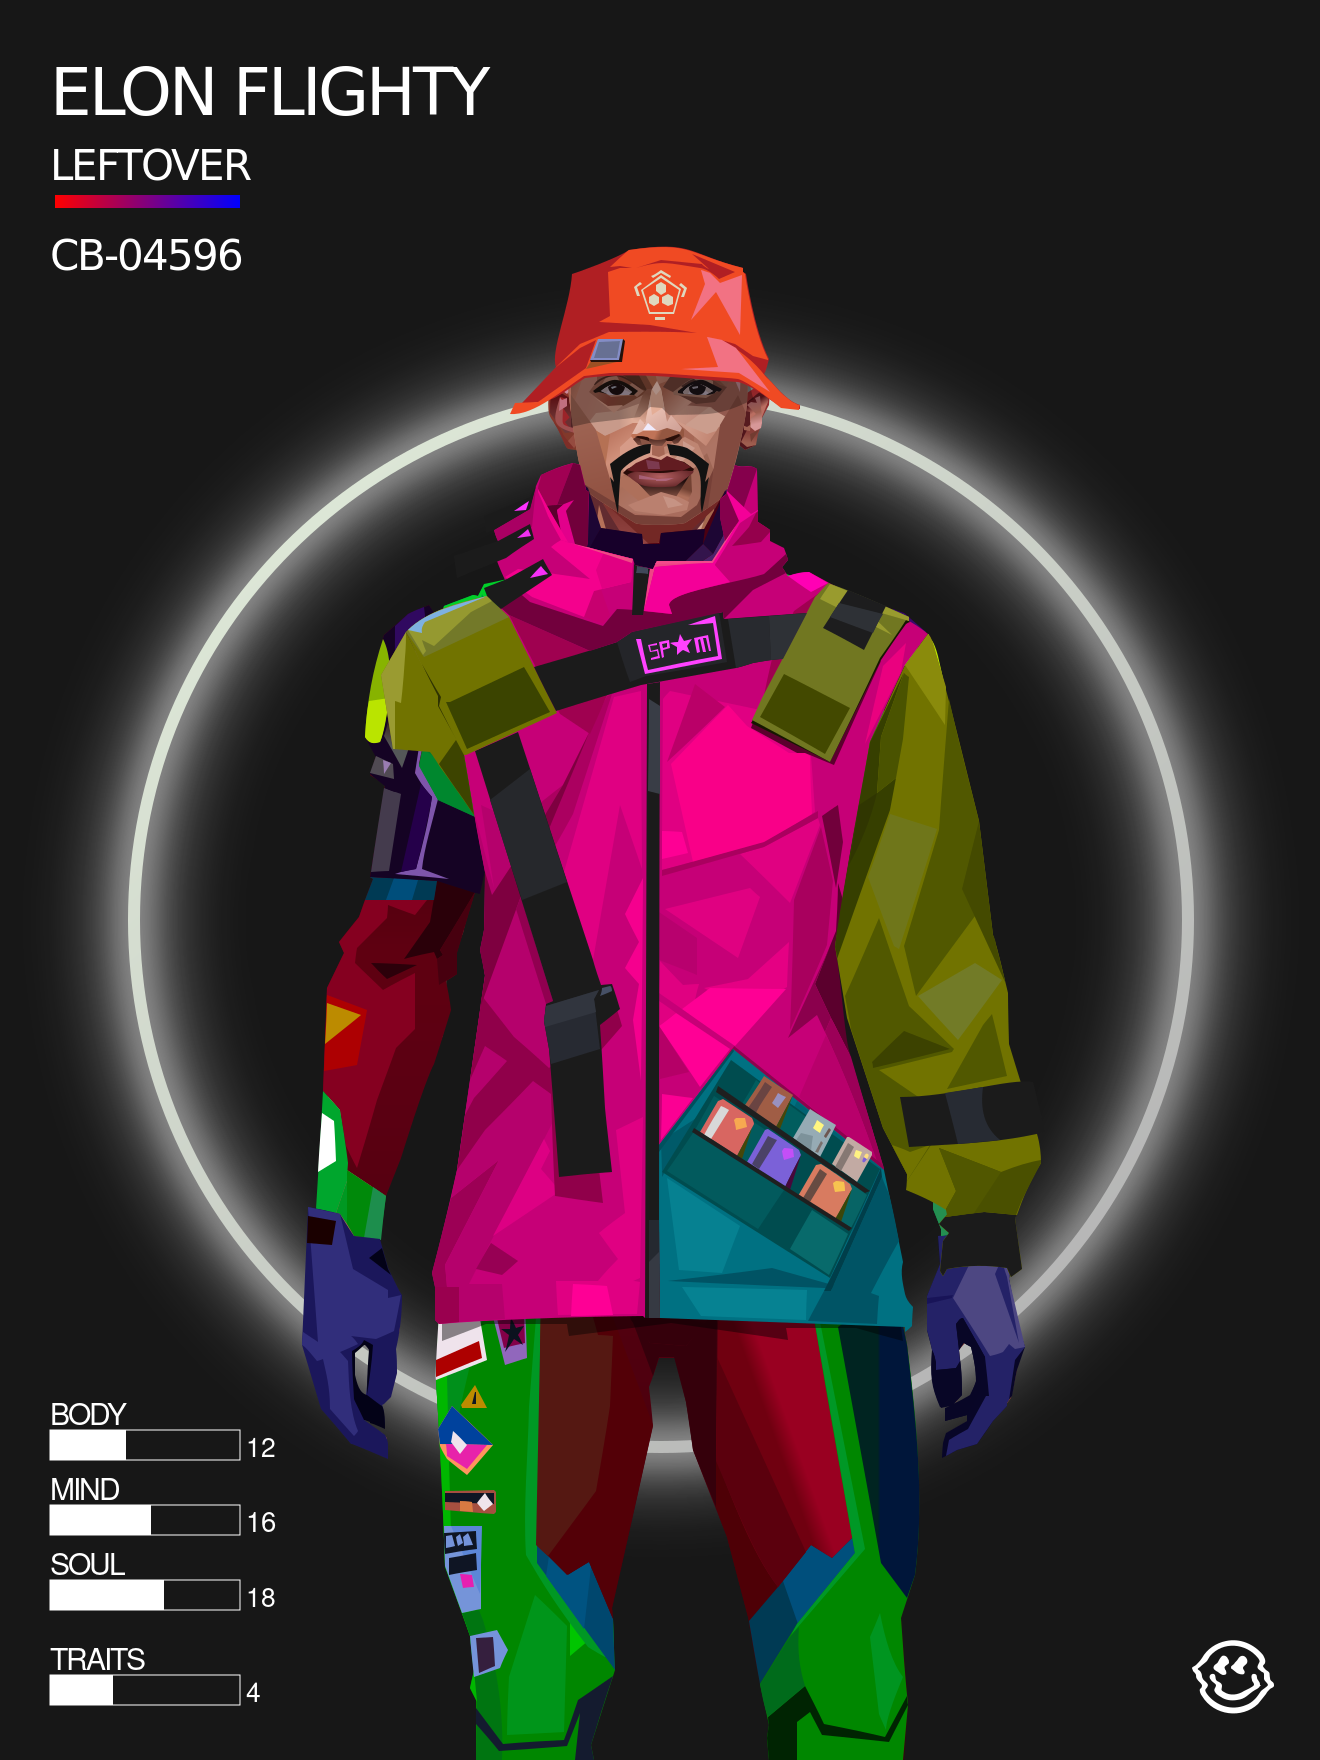 ELON FLIGHTY
LEFTOVER
CB-04596
SP★M
BODY
12
MIND
16
SOUL
18
TRAITS
4